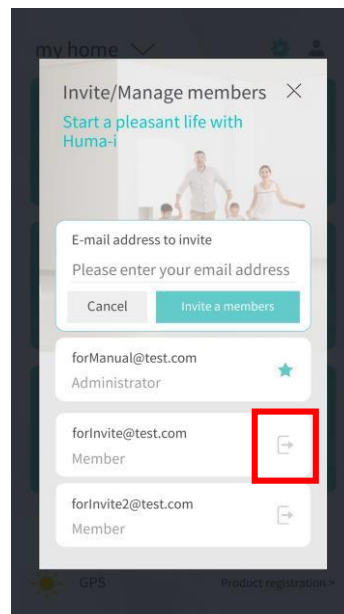 my home
Invite/Manage members
Start a pleasant life with
Huma-i
E-mail address to invite
Please enter your email address
Cancel
Invite a members
forManual@test.com
Administrator
forInvite@test.com
Member
forInvite2@test.com
Member
GPS
Product registration >